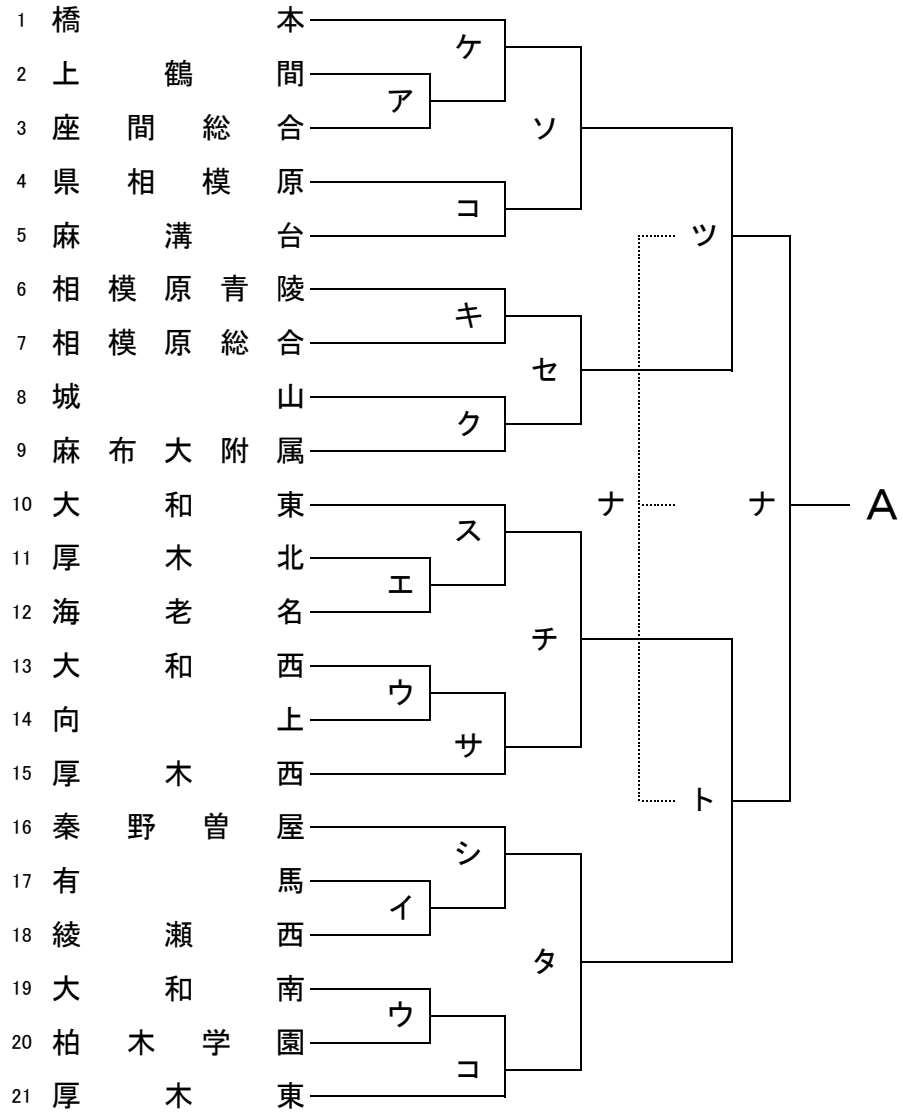 1 橋本
ケ
2 上鶴間
ア
3 座間総合
ソ
4 県相模原
コ
5 麻溝台
ツ
6 相模原青陵
キ
7 相模原総合
セ
8 城山
ク
9 麻布大附属
10 大和東
ナ ナ A
ス
11 厚木北
エ
12 海老名
チ
13 大和西
ウ
14 向上
サ
15 厚木西
ト
16 秦野曽屋
シ
17 有馬
イ
18 綾瀬西
タ
19 大和南
ウ
20 柏木学園
コ
21 厚木東